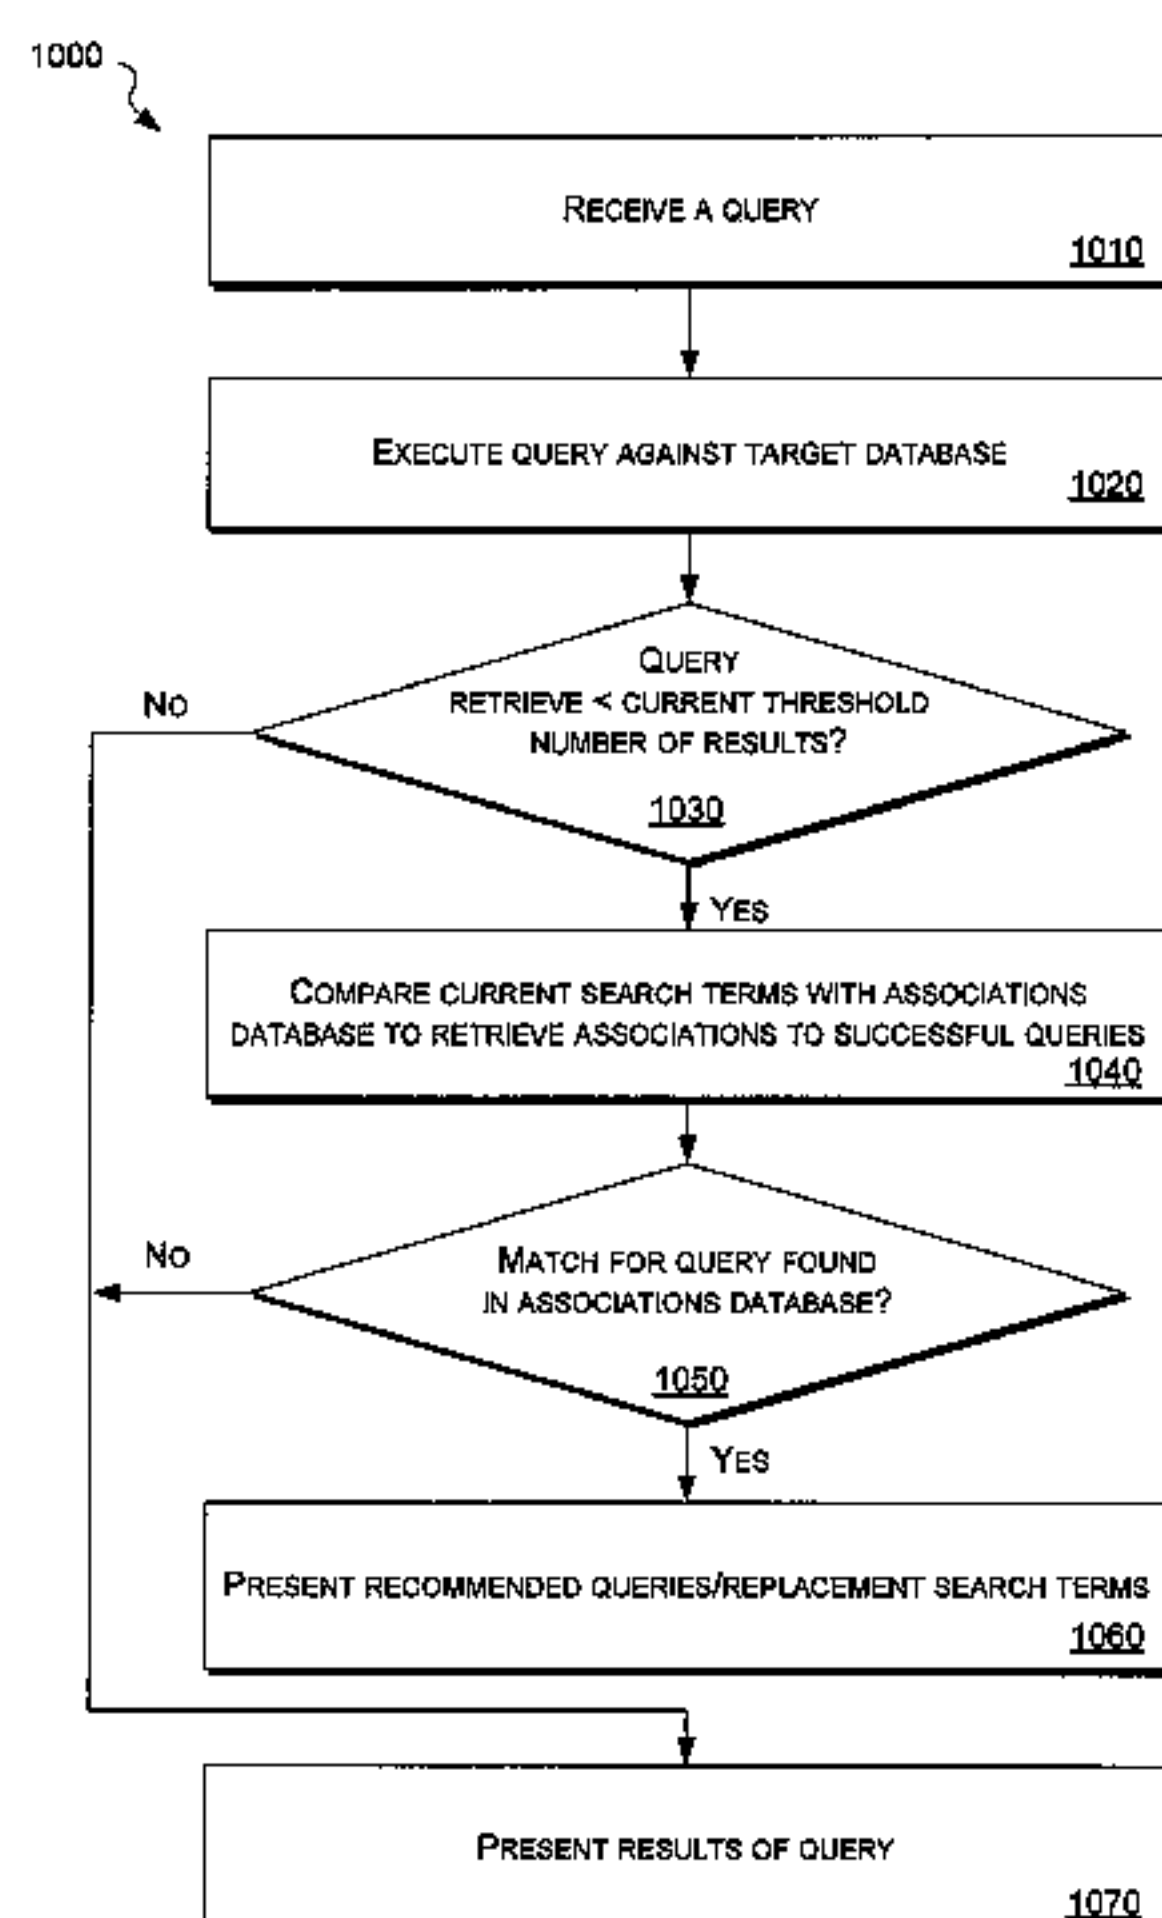 1000
RECEIVE A QUERY
1010
EXECUTE QUERY AGAINST TARGET DATABASE
1020
QUERY
RETRIEVE < CURRENT THRESHOLD
NUMBER OF RESULTS?
1030
NO
YES
COMPARE CURRENT SEARCH TERMS WITH ASSOCIATIONS
DATABASE TO RETRIEVE ASSOCIATIONS TO SUCCESSFUL QUERIES
1040
MATCH FOR QUERY FOUND
IN ASSOCIATIONS DATABASE?
1050
NO
YES
PRESENT RECOMMENDED QUERIES/REPLACEMENT SEARCH TERMS
1060
PRESENT RESULTS OF QUERY
1070